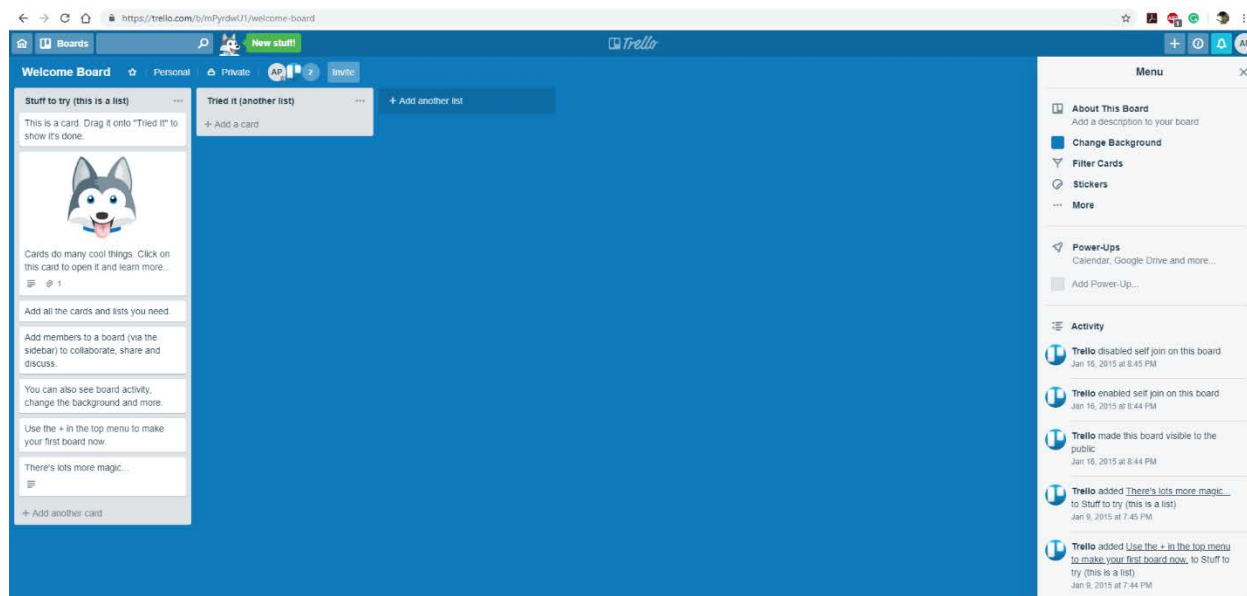 https://trello.com/b/mPyrdwU1/welcome-board
Boards
New stuff!
Trello
Welcome Board
Personal
Private
AP
2
Invite
Stuff to try (this is a list)
This is a card. Drag it onto "Tried It" to
show it's done.
Cards do many cool things. Click on
this card to open it and learn more...
1
Add all the cards and lists you need.
Add members to a board (via the
sidebar) to collaborate, share and
discuss.
You can also see board activity,
change the background and more.
Use the + in the top menu to make
your first board now.
There's lots more magic...
+ Add another card
Tried it (another list)
+ Add a card
+ Add another list
Menu
About This Board
Add a description to your board
Change Background
Filter Cards
Stickers
More
Power-Ups
Calendar, Google Drive and more...
Add Power-Up...
Activity
Trello disabled self join on this board
Jan 16, 2015 at 8:45 PM
Trello enabled self join on this board
Jan 16, 2015 at 8:44 PM
Trello made this board visible to the
public
Jan 16, 2015 at 8:44 PM
Trello added There's lots more magic...
to Stuff to try (this is a list)
Jan 9, 2015 at 7:45 PM
Trello added Use the + in the top menu
to make your first board now. to Stuff to
try (this is a list)
Jan 9, 2015 at 7:44 PM